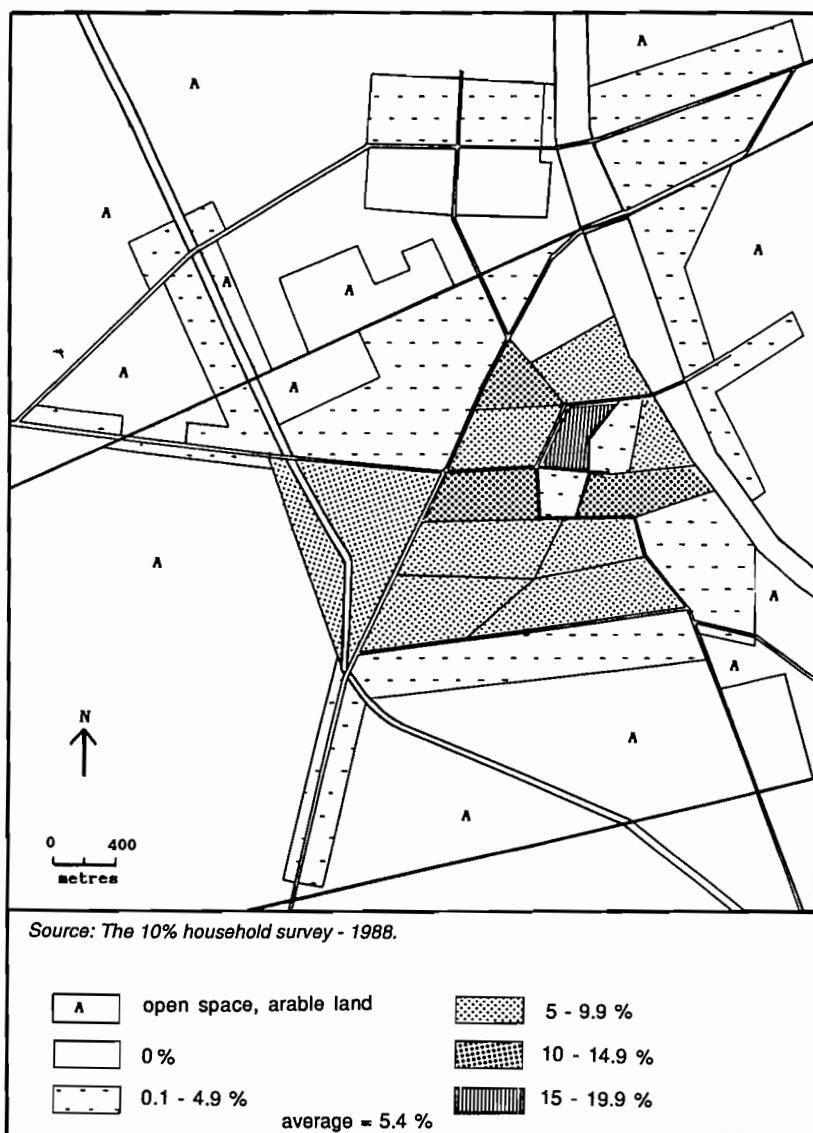 A
A
A
A
A
A
A
A
A
A
A
A
A
A
N
0 400
metres
Source: The 10% household survey - 1988.
A open space, arable land
0 %
0.1 - 4.9 %
5 - 9.9 %
10 - 14.9 %
15 - 19.9 %
average = 5.4 %